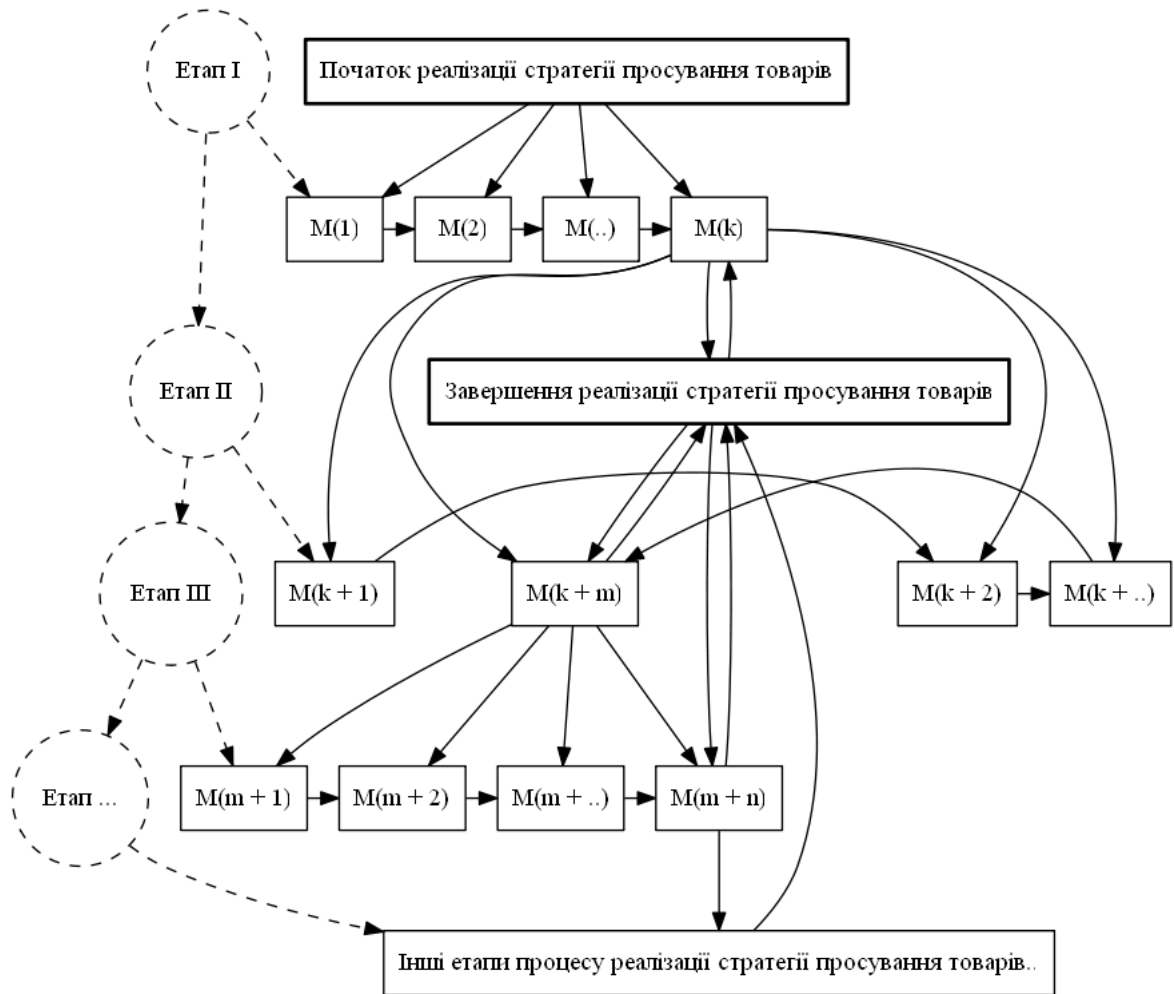 Етап I
Початок реалізації стратегії просування товарів
M(1)
M(2)
M(..)
M(k)
Етап II
Завершення реалізації стратегії просування товарів
Етап III
M(k + 1)
M(k + m)
M(k + 2)
M(k + ..)
Етап ...
M(m + 1)
M(m + 2)
M(m + ..)
M(m + n)
Інші етапи процесу реалізації стратегії просування товарів..